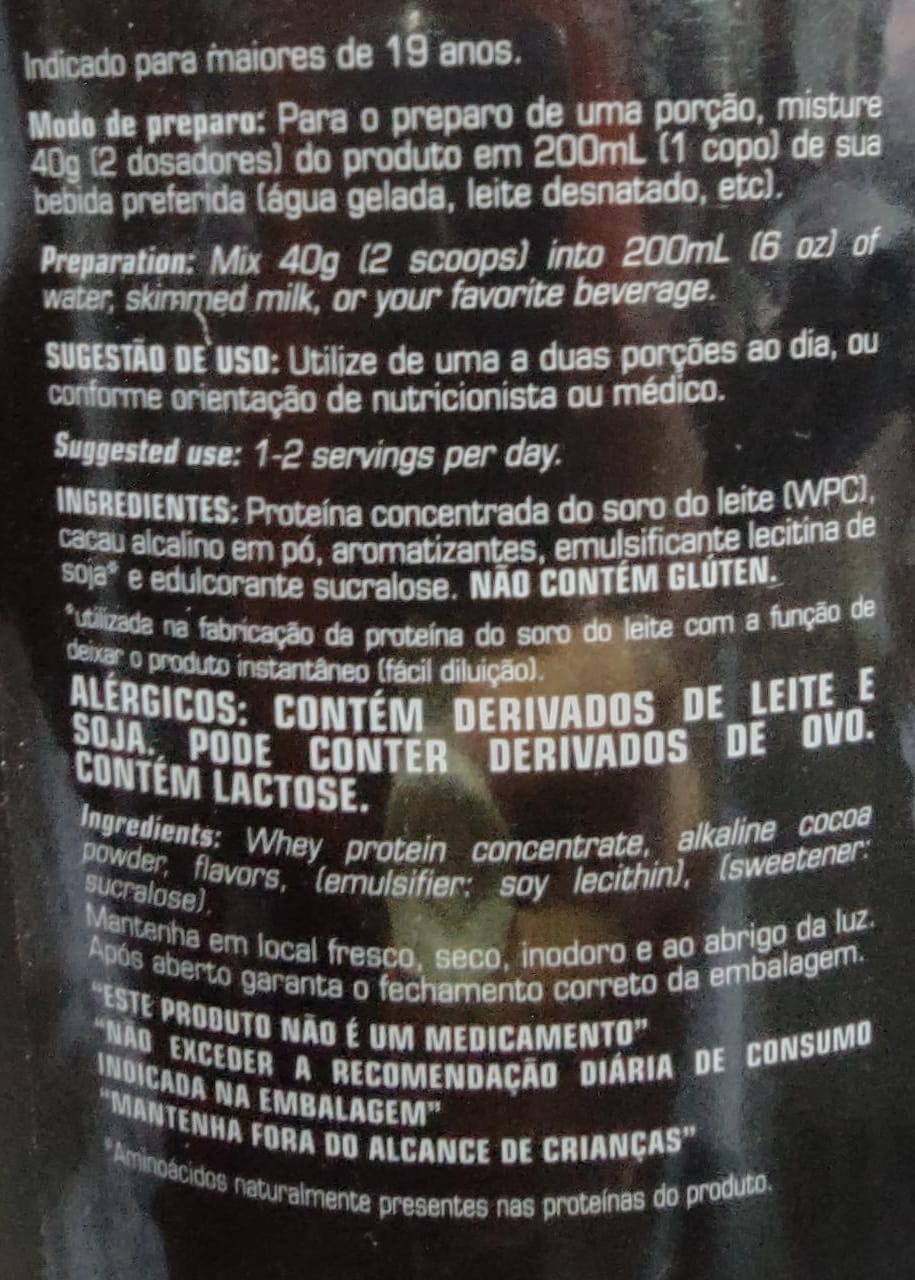 Indicado para maiores de 19 anos.
Modo de preparo: Para o preparo de uma porção, misture
40g (2 dosadores) do produto em 200mL (1 copo) de sua
bebida preferida (água gelada, leite desnatado, etc).
Preparation: Mix 40g (2 scoops) into 200mL (6 oz) of
water, skimmed milk, or your favorite beverage.
SUGESTÃO DE USO: Utilize de uma a duas porções ao dia, ou
conforme orientação de nutricionista ou médico.
Suggested use: 1-2 servings per day.
INGREDIENTES: Proteína concentrada do soro do leite (WPC),
cacau alcalino em pó, aromatizantes, emulsificante lecitina de
soja* e edulcorante sucralose. NÃO CONTÉM GLÚTEN.
*utilizada na fabricação da proteína do soro do leite com a função de
deixar o produto instantâneo (fácil diluição).
ALÉRGICOS: CONTÉM DERIVADOS DE LEITE E
SOJA. PODE CONTER DERIVADOS DE OVO.
CONTÉM LACTOSE.
Ingredients: Whey protein concentrate, alkaline cocoa
powder, flavors, (emulsifier: soy lecithin), (sweetener:
sucralose).
Mantenha em local fresco, seco, inodoro e ao abrigo da luz.
Após aberto garanta o fechamento correto da embalagem.
"ESTE PRODUTO NÃO É UM MEDICAMENTO"
"NÃO EXCEDER A RECOMENDAÇÃO DIÁRIA DE CONSUMO
INDICADA NA EMBALAGEM"
"MANTENHA FORA DO ALCANCE DE CRIANÇAS"
*Aminoácidos naturalmente presentes nas proteínas do produto.